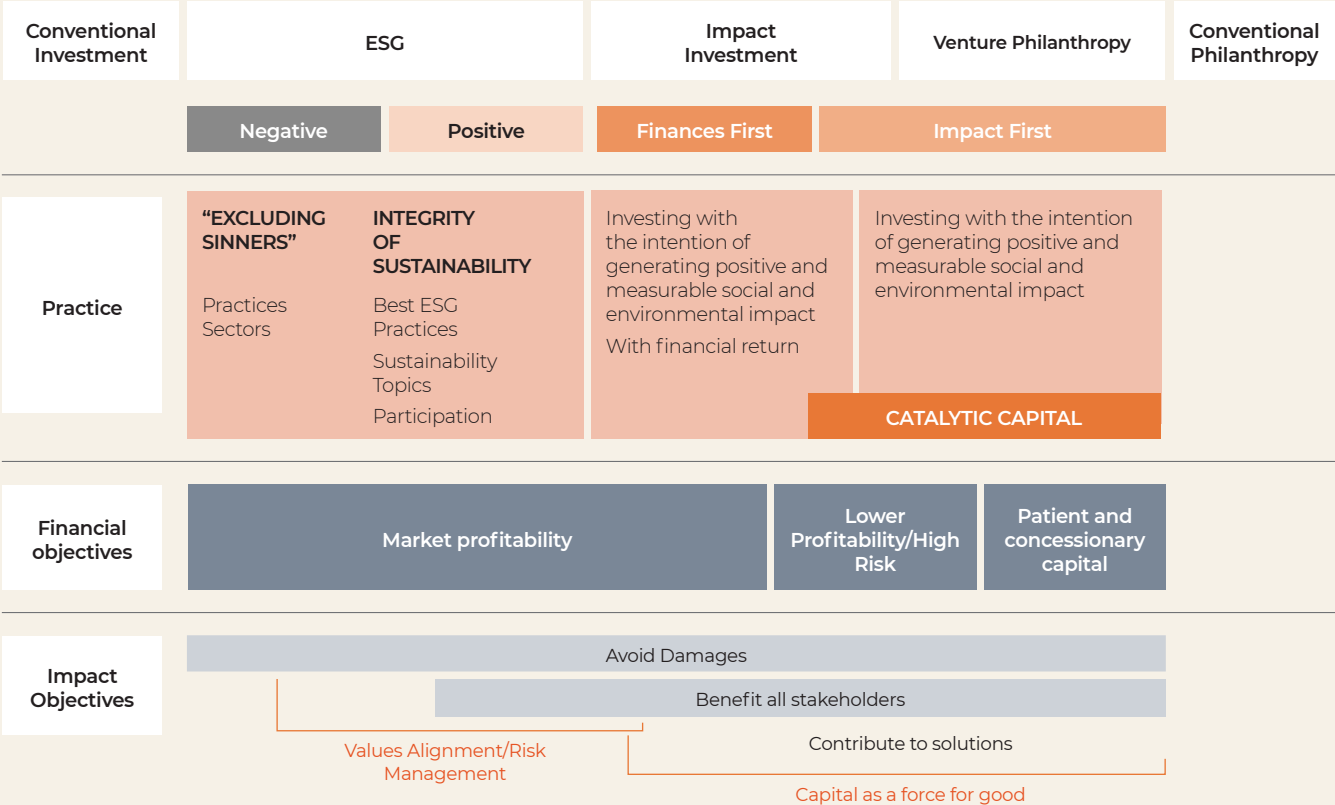 Conventional
Investment
ESG
Impact
Investment
Venture Philanthropy
Conventional
Philanthropy
Negative
Positive
Finances First
Impact First
Practice
“EXCLUDING
SINNERS”
Practices
Sectors
INTEGRITY
OF
SUSTAINABILITY
Best ESG
Practices
Sustainability
Topics
Participation
Investing with
the intention of
generating positive and
measurable social and
environmental impact
With financial return
Investing with the intention
of generating positive and
measurable social and
environmental impact
CATALYTIC CAPITAL
Financial
objectives
Market profitability
Lower
Profitability/High
Risk
Patient and
concessionary
capital
Impact
Objectives
Avoid Damages
Benefit all stakeholders
Values Alignment/Risk
Management
Contribute to solutions
Capital as a force for good